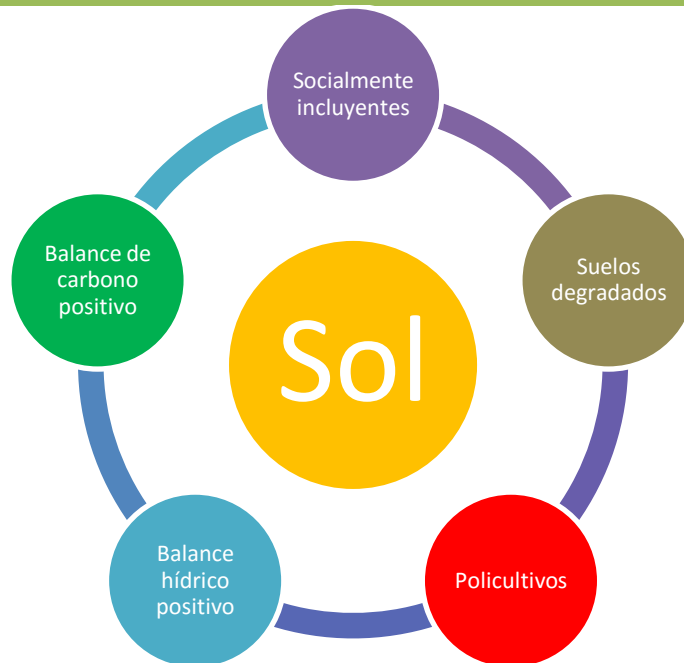 Socialmente
incluyentes
Suelos
degradados
Policultivos
Balance
hídrico
positivo
Balance de
carbono
positivo
Sol